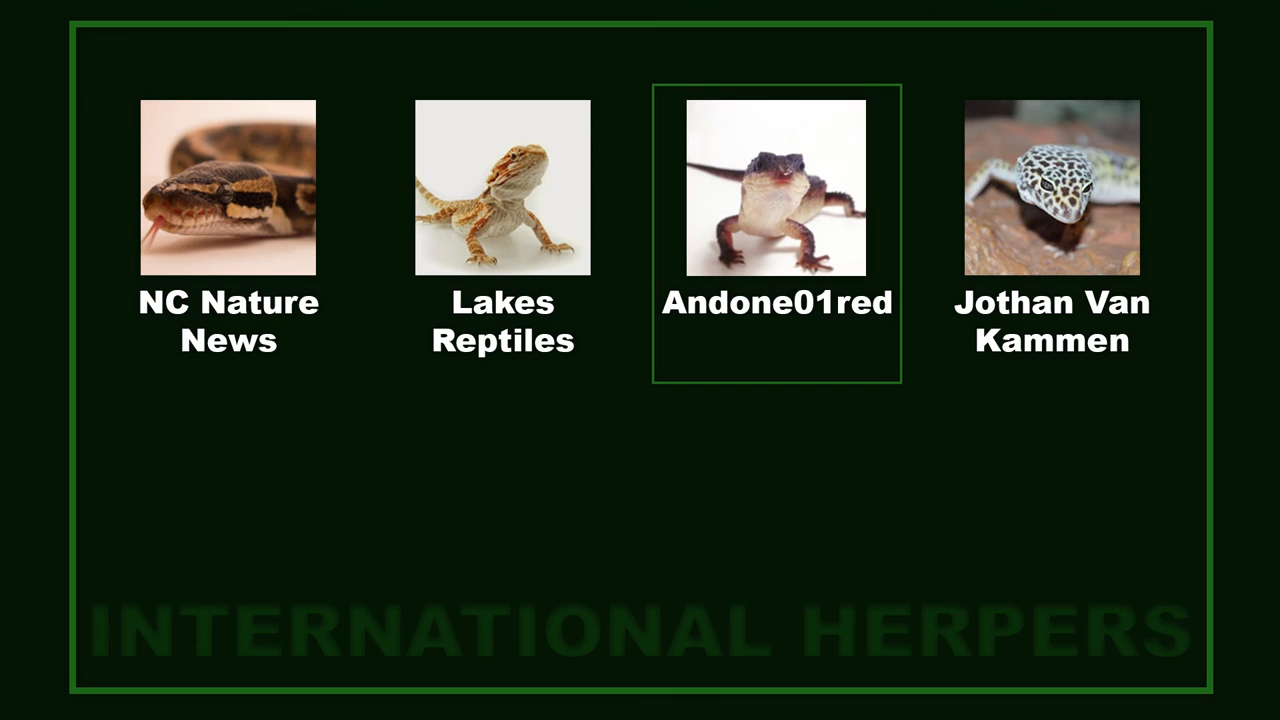 NC Nature
News
Lakes
Reptiles
Andone01red
Jothan Van
Kammen
INTERNATIONAL HERPERS